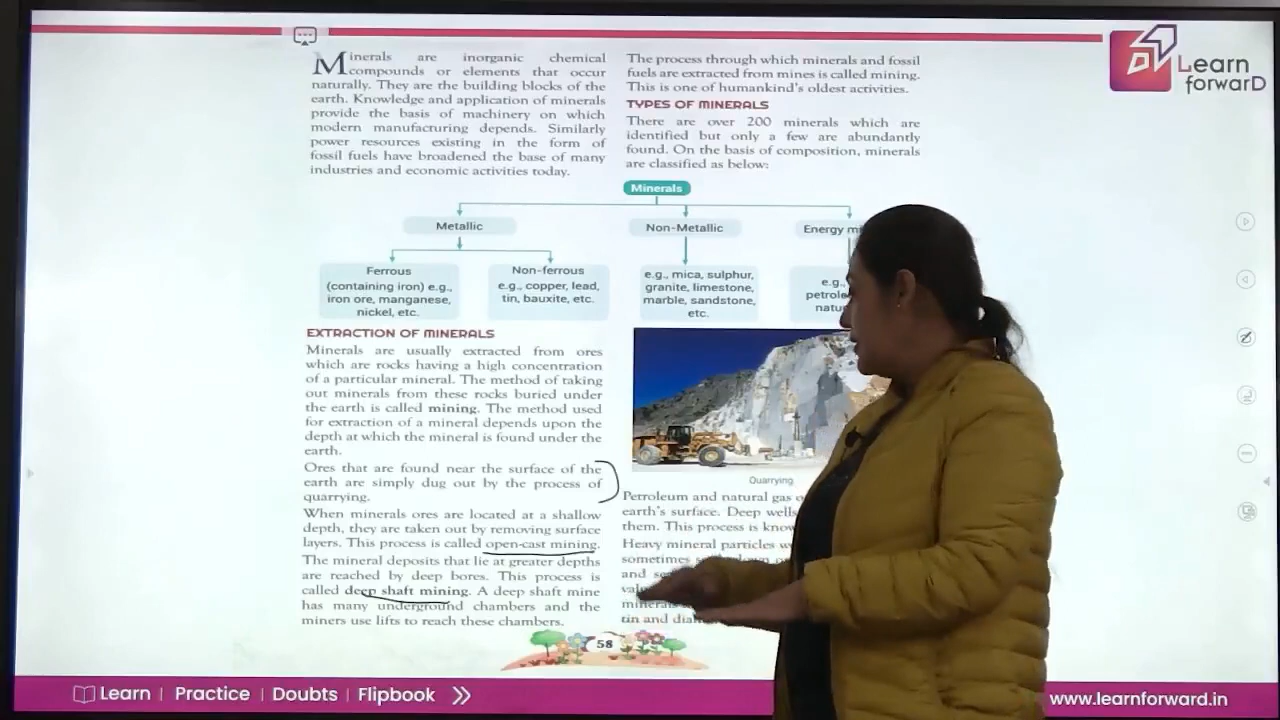 Learn
forwarD
Minerals are inorganic chemical
compounds or elements that occur
naturally. They are the building blocks of the
earth. Knowledge and application of minerals
provide the basis of machinery on which
modern manufacturing depends. Similarly
power resources existing in the form of
fossil fuels have broadened the base of many
industries and economic activities today.
The process through which minerals and fossil
fuels are extracted from mines is called mining.
This is one of humankind's oldest activities.
TYPES OF MINERALS
There are over 200 minerals which are
identified but only a few are abundantly
found. On the basis of composition, minerals
are classified as below:
Minerals
Metallic
Non-Metallic
Energy
Ferrous
(containing iron) e.g.,
iron ore, manganese,
nickel, etc.
Non-ferrous
e.g., copper, lead,
tin, bauxite, etc.
e.g., mica, sulphur,
granite, limestone,
marble, sandstone,
etc.
e.g.,
EXTRACTION OF MINERALS
Minerals are usually extracted from ores
which are rocks having a high concentration
of a particular mineral. The method of taking
out minerals from these rocks buried under
the earth is called mining. The method used
for extraction of a mineral depends upon the
depth at which the mineral is found under the
earth.
Ores that are found near the surface of the
earth are simply dug out by the process of
quarrying.
When minerals ores are located at a shallow
depth, they are taken out by removing surface
layers. This process is called open-cast mining.
The mineral deposits that lie at greater depths
are reached by deep bores. This process is
called deep shaft mining. A deep shaft mine
has many underground chambers and the
miners use lifts to reach these chambers.
Quarrying
Petroleum and natural gas
earth's surface. Deep wells
them. This process is
Heavy mineral particles
sometimes
and
tin and
58
Learn | Practice | Doubts | Flipbook
www.learnforward.in